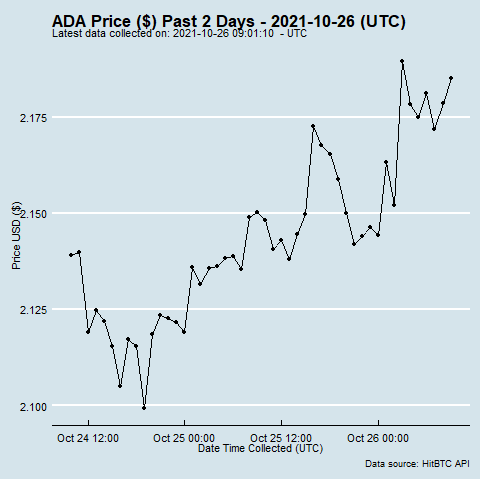 ADA Price ($) Past 2 Days - 2021-10-26 (UTC)
Latest data collected on: 2021-10-26 09:01:10  - UTC
2.175
2.150
2.125
2.100
Price USD ($)
Oct 24 12:00
Oct 25 00:00
Oct 25 12:00
Oct 26 00:00
Date Time Collected (UTC)
Data source: HitBTC API